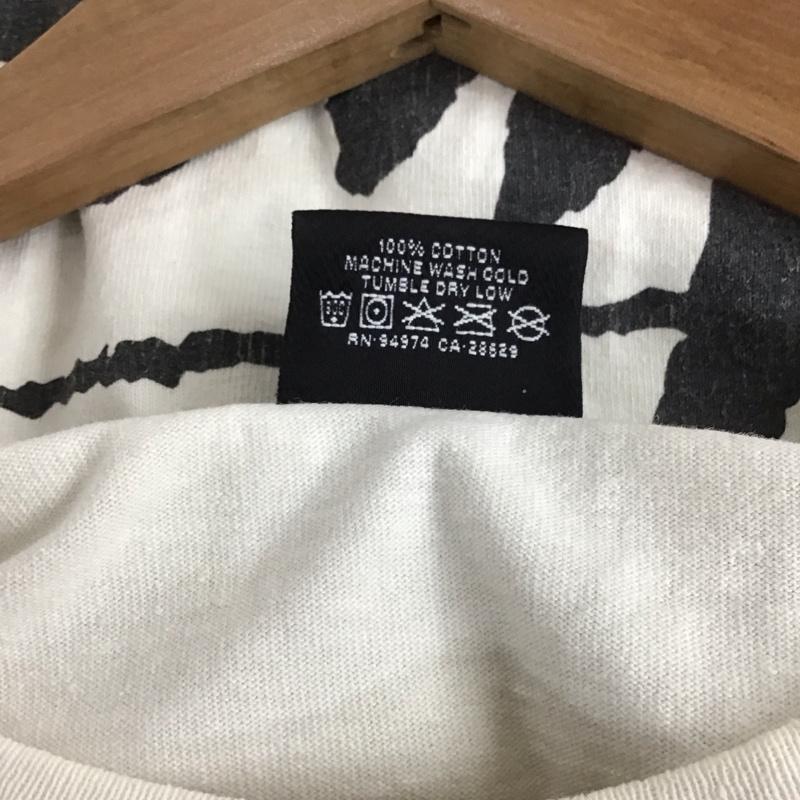 100% COTTON
MACHINE WASH COLD
TUMBLE DRY LOW
RN-94974 CA-28529